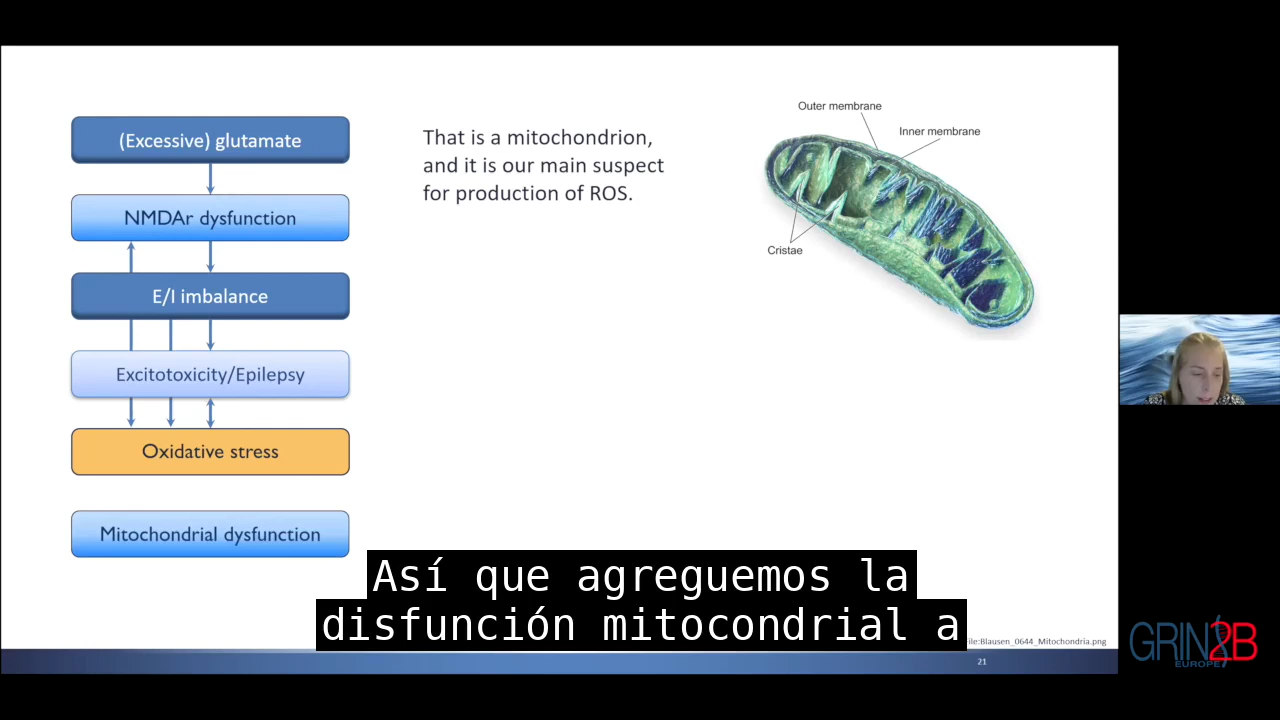 (Excessive) glutamate
NMDAr dysfunction
E/I imbalance
Excitotoxicity/Epilepsy
Oxidative stress
Mitochondrial dysfunction
That is a mitochondrion,
and it is our main suspect
for production of ROS.
Outer membrane
Inner membrane
Cristae
Así que agreguemos la
disfunción mitocondrial a
ile:Blausen_0644_Mitochondria.png
21
GRIN2B
EUROPE